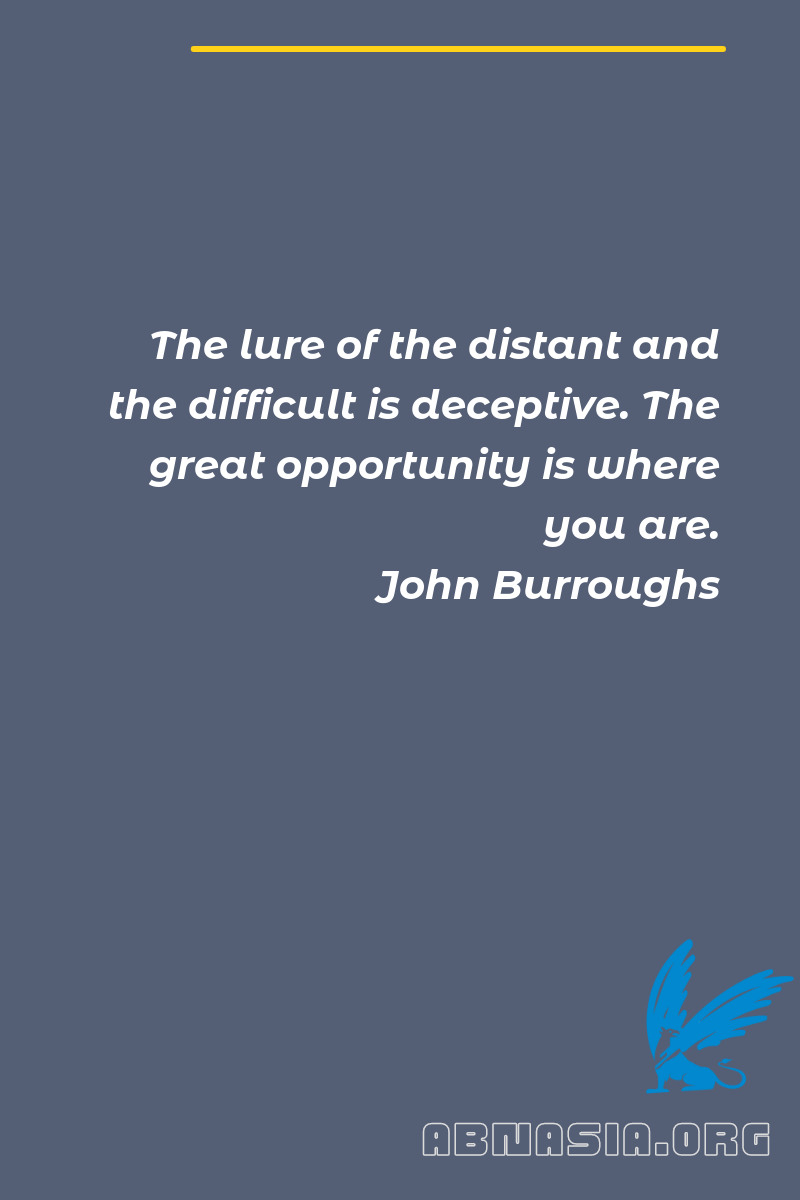 The lure of the distant and
the difficult is deceptive. The
great opportunity is where
you are.
John Burroughs
ABNASIA.ORG